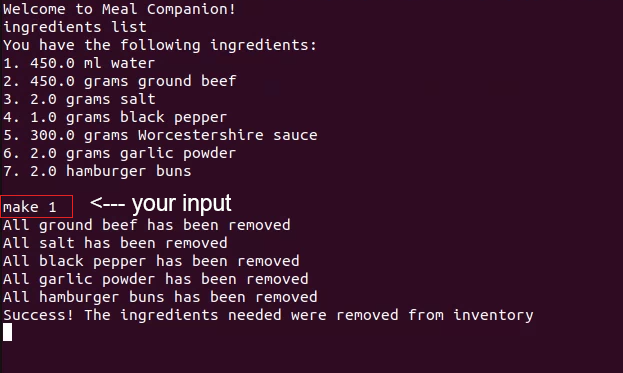 Welcome to Meal Companion!
ingredients list
You have the following ingredients:
1. 450.0 ml water
2. 450.0 grams ground beef
3. 2.0 grams salt
4. 1.0 grams black pepper
5. 300.0 grams Worcestershire sauce
6. 2.0 grams garlic powder
7. 2.0 hamburger buns
make 1 <--- your input
All ground beef has been removed
All salt has been removed
All black pepper has been removed
All garlic powder has been removed
All hamburger buns has been removed
Success! The ingredients needed were removed from inventory